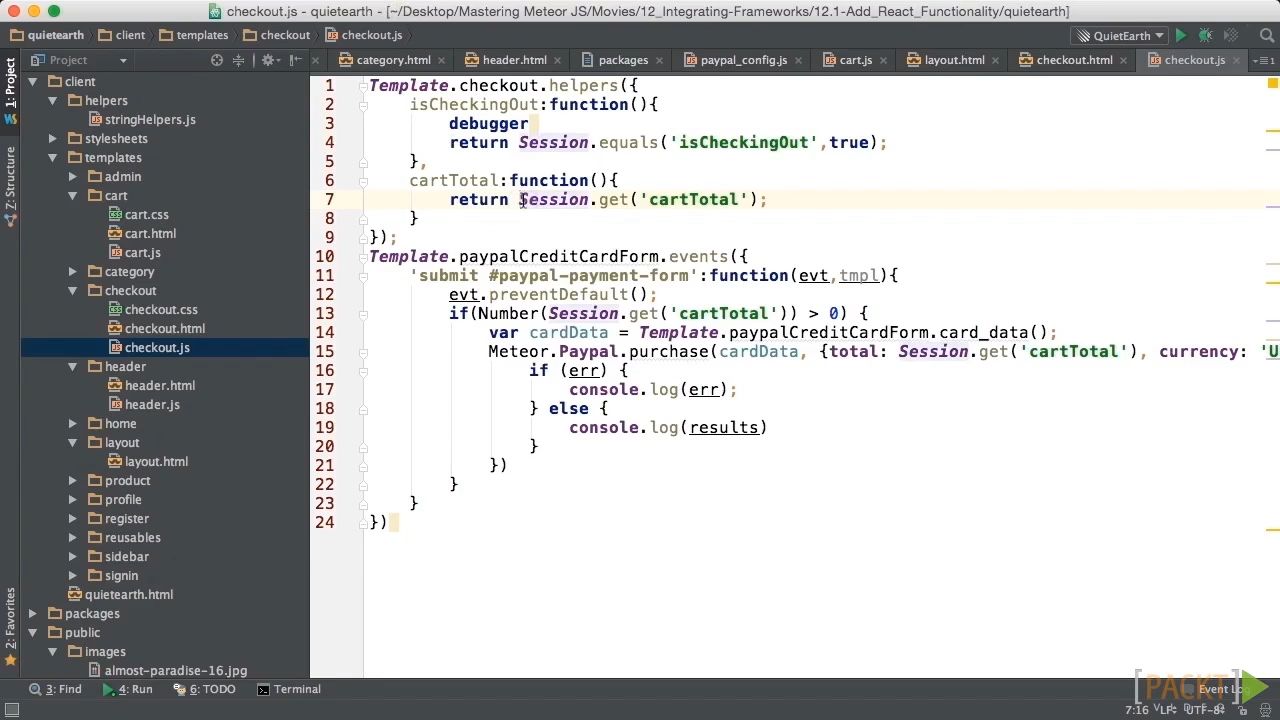 checkout.js - quietearth - [~/Desktop/Mastering Meteor JS/Movies/12_Integrating-Frameworks/12.1-Add_React_Functionality/quietearth]
quietearth client templates checkout checkout.js QuietEarth
Project category.html header.html packages paypal_config.js cart.js layout.html checkout.html checkout.js
1: Project
Z: Structure
2: Favorites
client
helpers
stringHelpers.js
stylesheets
templates
admin
cart
cart.css
cart.html
cart.js
category
checkout
checkout.css
checkout.html
checkout.js
header
header.html
header.js
home
layout
layout.html
product
profile
register
reusables
sidebar
signin
quietearth.html
packages
public
images
almost-paradise-16.jpg
1 Template.checkout.helpers({
2 isCheckingOut:function(){
3 debugger
4 return Session.equals('isCheckingOut',true);
5 },
6 cartTotal:function(){
7 return Session.get('cartTotal');
8 }
9 });
10 Template.paypalCreditCardForm.events({
11 'submit #paypal-payment-form':function(evt,tmpl){
12 evt.preventDefault();
13 if(Number(Session.get('cartTotal')) > 0) {
14 var cardData = Template.paypalCreditCardForm.card_data();
15 Meteor.Paypal.purchase(cardData, {total: Session.get('cartTotal'), currency: 'U
16 if (err) {
17 console.log(err);
18 } else {
19 console.log(results)
20 }
21 })
22 }
23 }
24 })
3: Find 4: Run 6: TODO Terminal Event Log
PACKT
7:16 LF÷ UTF-8÷